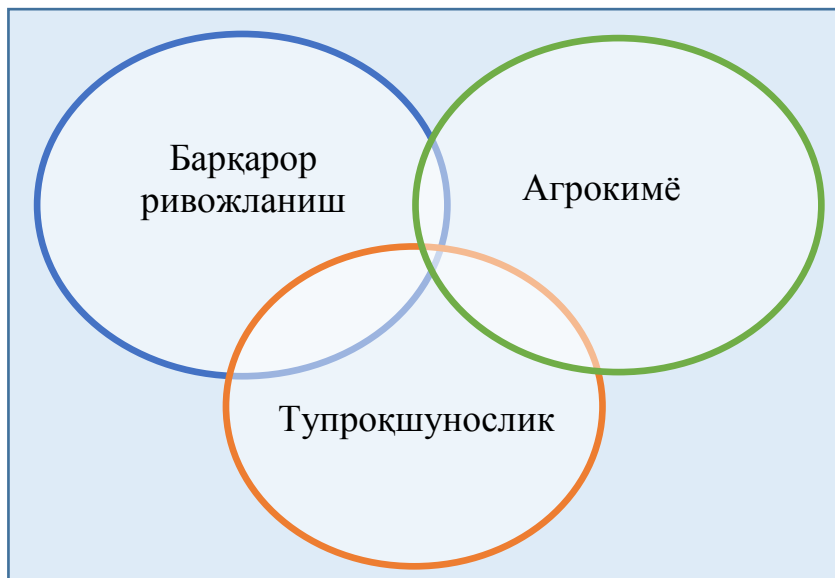 Барқарор
ривожланиш
Агрокимё
Тупроқшунослик